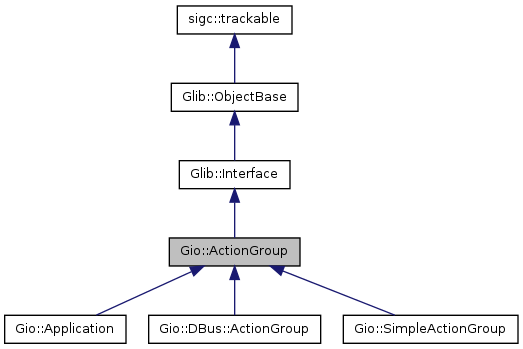 sigc::trackable
Glib::ObjectBase
Glib::Interface
Gio::ActionGroup
Gio::Application
Gio::DBus::ActionGroup
Gio::SimpleActionGroup